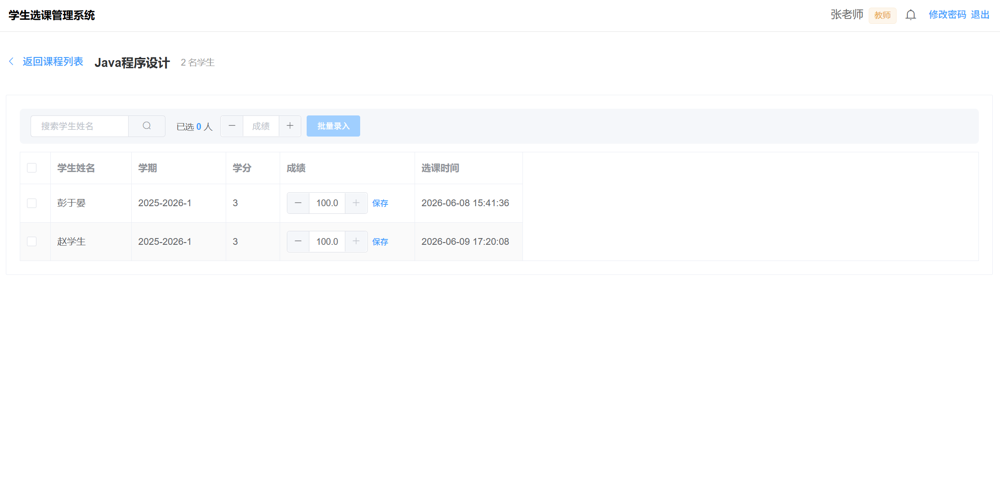 学生选课管理系统 张老师 教师 修改密码 退出
返回课程列表 Java程序设计 2 名学生
搜索学生姓名 已选 0 人 成绩 批量录入
学生姓名 学期 学分 成绩 选课时间
彭于晏 2025-2026-1 3 100.0 保存 2026-06-08 15:41:36
赵学生 2025-2026-1 3 100.0 保存 2026-06-09 17:20:08